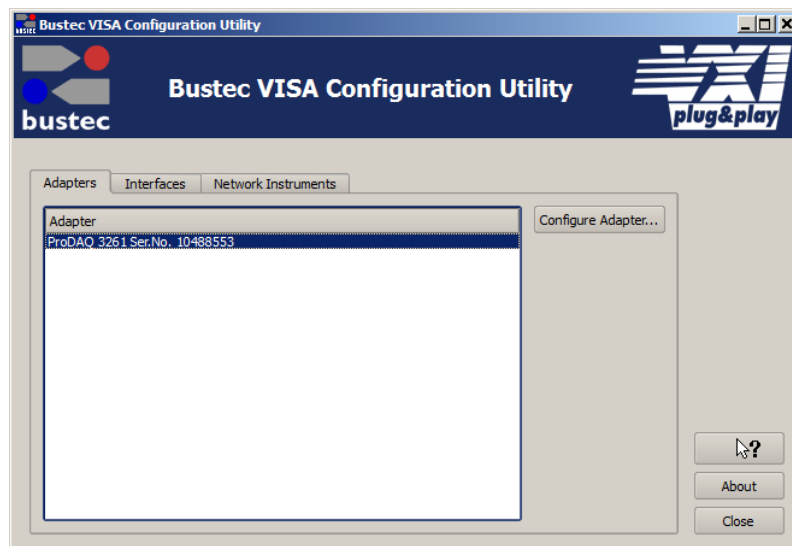 BUSTEC Bustec VISA Configuration Utility
bustec
Bustec VISA Configuration Utility
VXI
plug&play
Adapters Interfaces Network Instruments
Adapter
Configure Adapter...
ProDAQ 3261 Ser.No. 10488553
?
About
Close